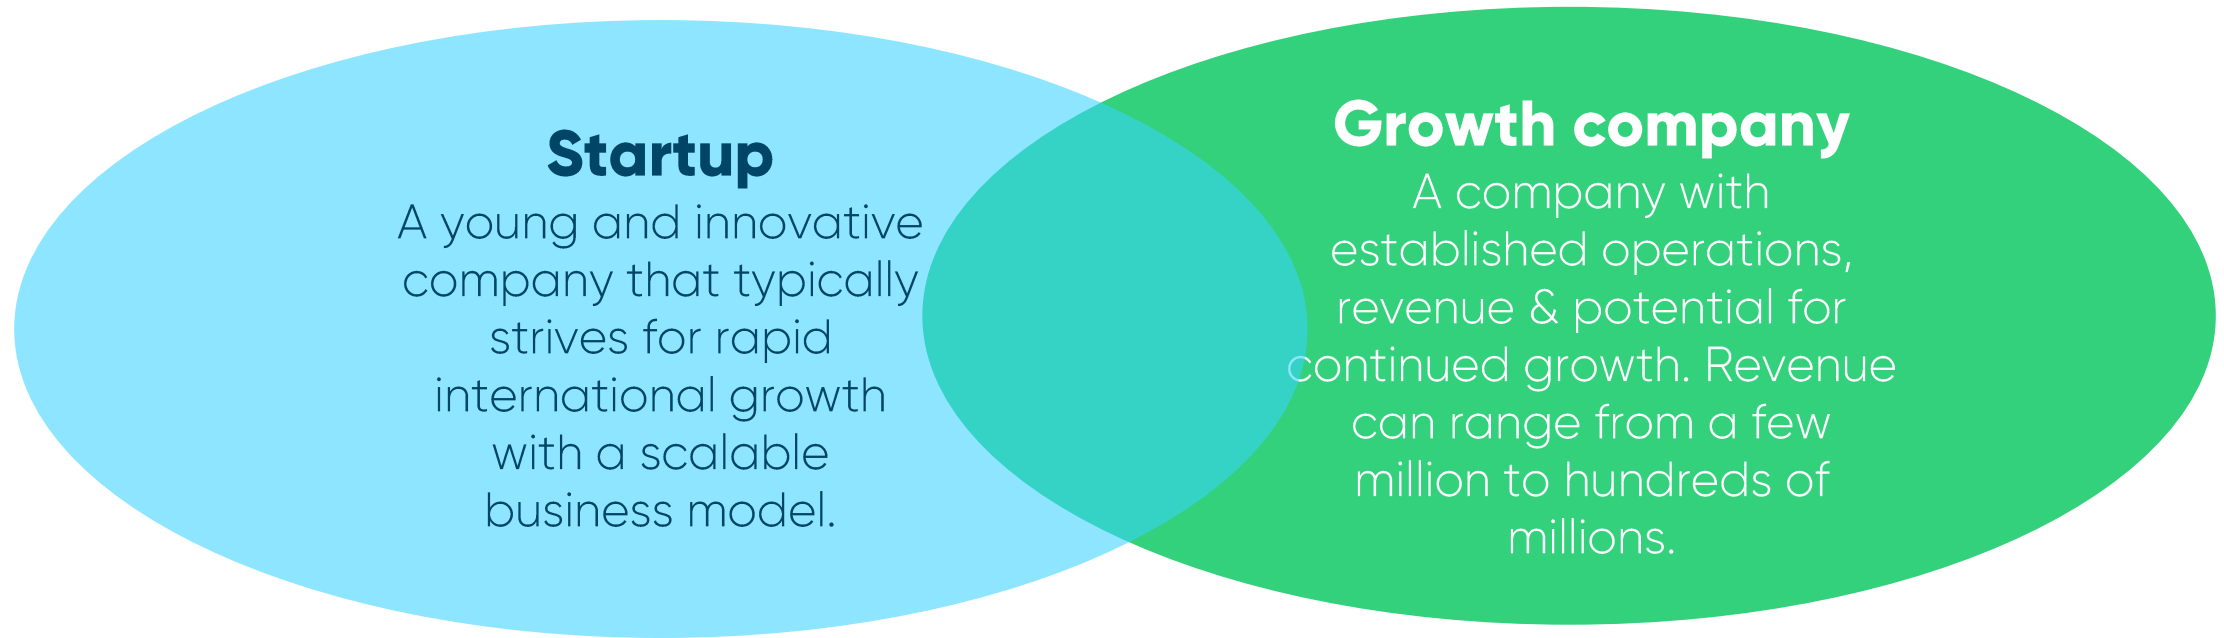 Startup
A young and innovative
company that typically
strives for rapid
international growth
with a scalable
business model.
Growth company
A company with
established operations,
revenue & potential for
continued growth. Revenue
can range from a few
million to hundreds of
millions.